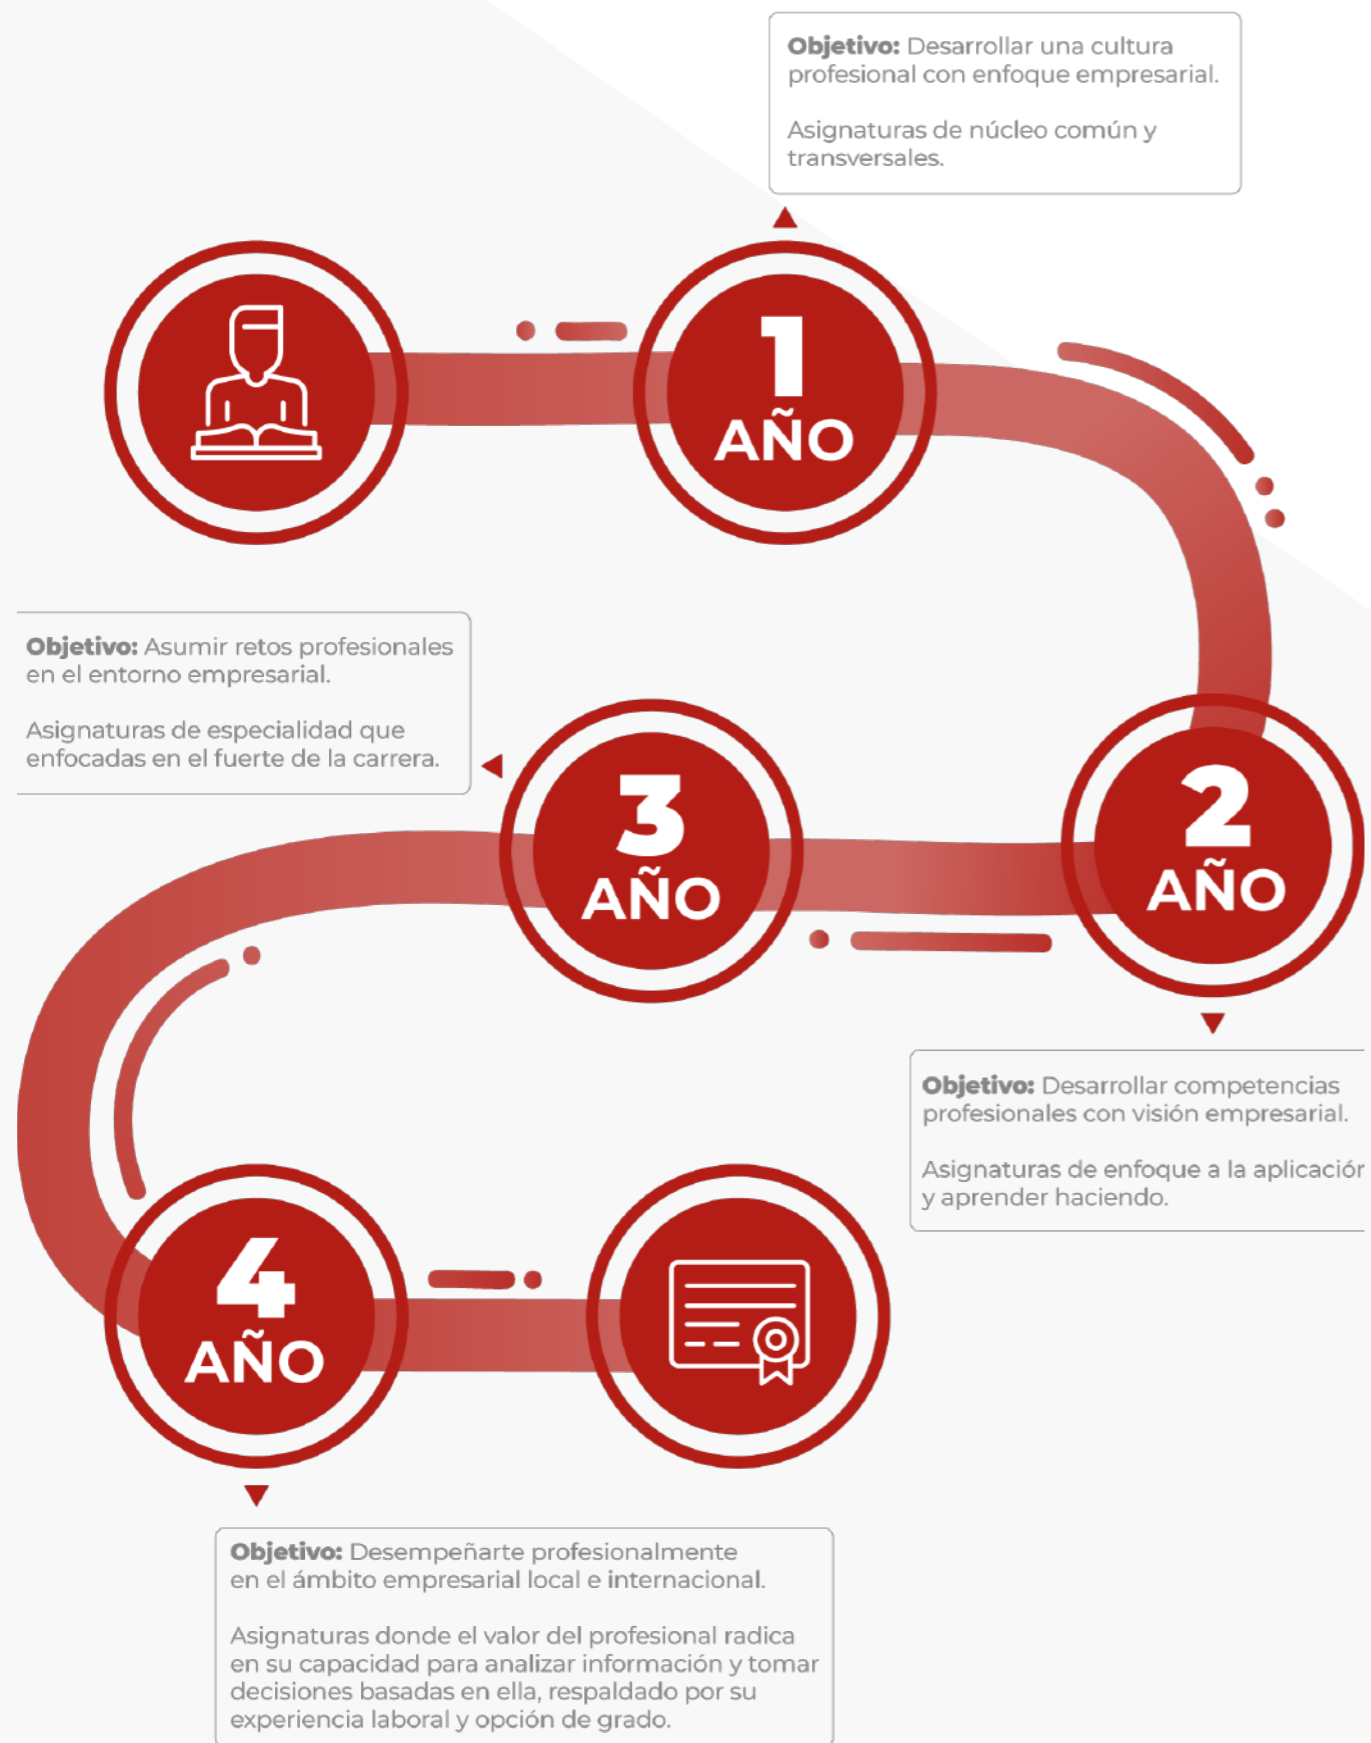 Objetivo: Desarrollar una cultura
profesional con enfoque empresarial.
Asignaturas de núcleo común y
transversales.
1
AÑO
Objetivo: Asumir retos profesionales
en el entorno empresarial.
Asignaturas de especialidad que
enfocadas en el fuerte de la carrera.
3
AÑO
2
AÑO
Objetivo: Desarrollar competencias
profesionales con visión empresarial.
Asignaturas de enfoque a la aplicación
y aprender haciendo.
4
AÑO
Objetivo: Desempeñarte profesionalmente
en el ámbito empresarial local e internacional.
Asignaturas donde el valor del profesional radica
en su capacidad para analizar información y tomar
decisiones basadas en ella, respaldado por su
experiencia laboral y opción de grado.